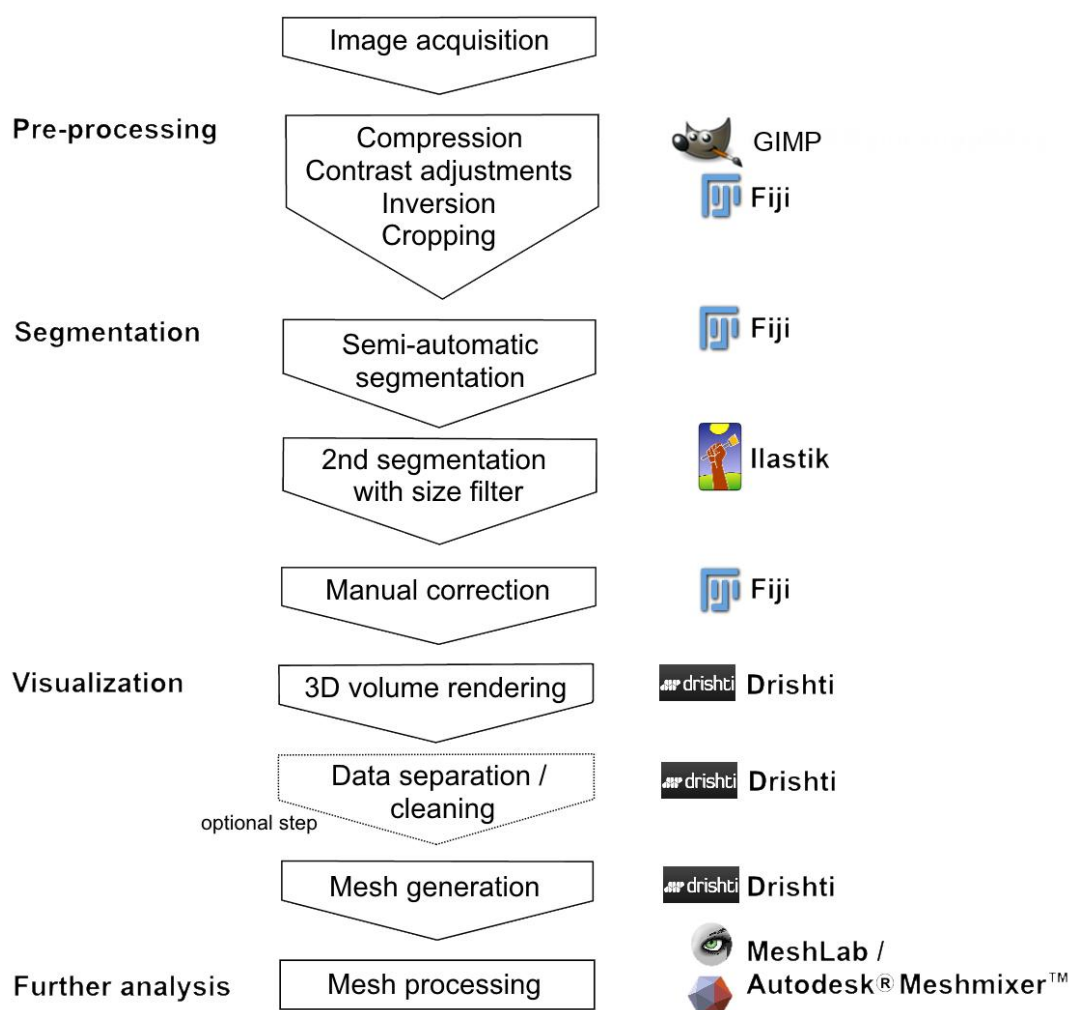 Image acquisition
Pre-processing
Compression
Contrast adjustments
Inversion
Cropping
GIMP
Fiji
Segmentation
Semi-automatic
segmentation
Fiji
2nd segmentation
with size filter
Ilastik
Manual correction
Fiji
Visualization
3D volume rendering
drishti Drishti
Data separation /
cleaning
optional step
drishti Drishti
Mesh generation
drishti Drishti
Further analysis
Mesh processing
MeshLab /
Autodesk® Meshmixer™